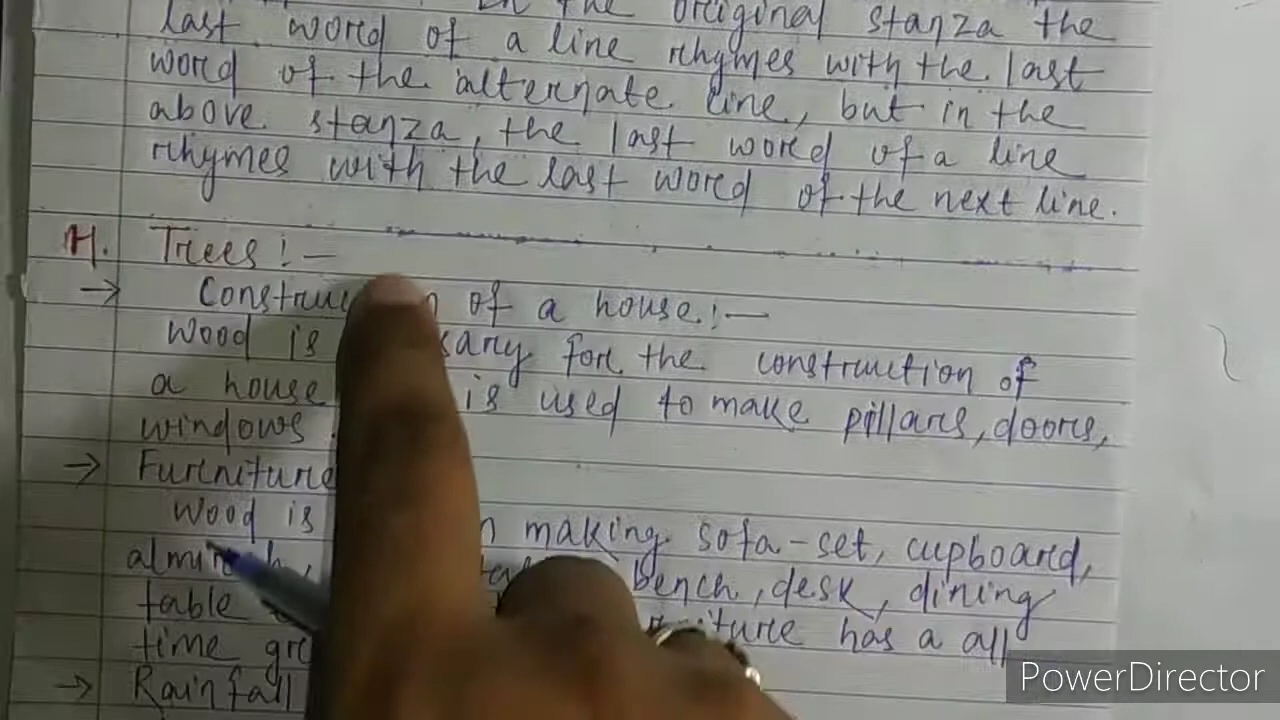 In the original stanza the
last word of a line rhymes with the last
word of the alternate line, but in the
above stanza, the last word of a line
rhymes with the last word of the next line.
H. Trees :-
→ Construction of a house :-
Wood is for the construction of
a house is used to make pillars, doors,
windows.
→ Furniture
Wood is making sofa-set, cupboard,
bench, desk, dining
table has a all
time
→ Rainfall
PowerDirector